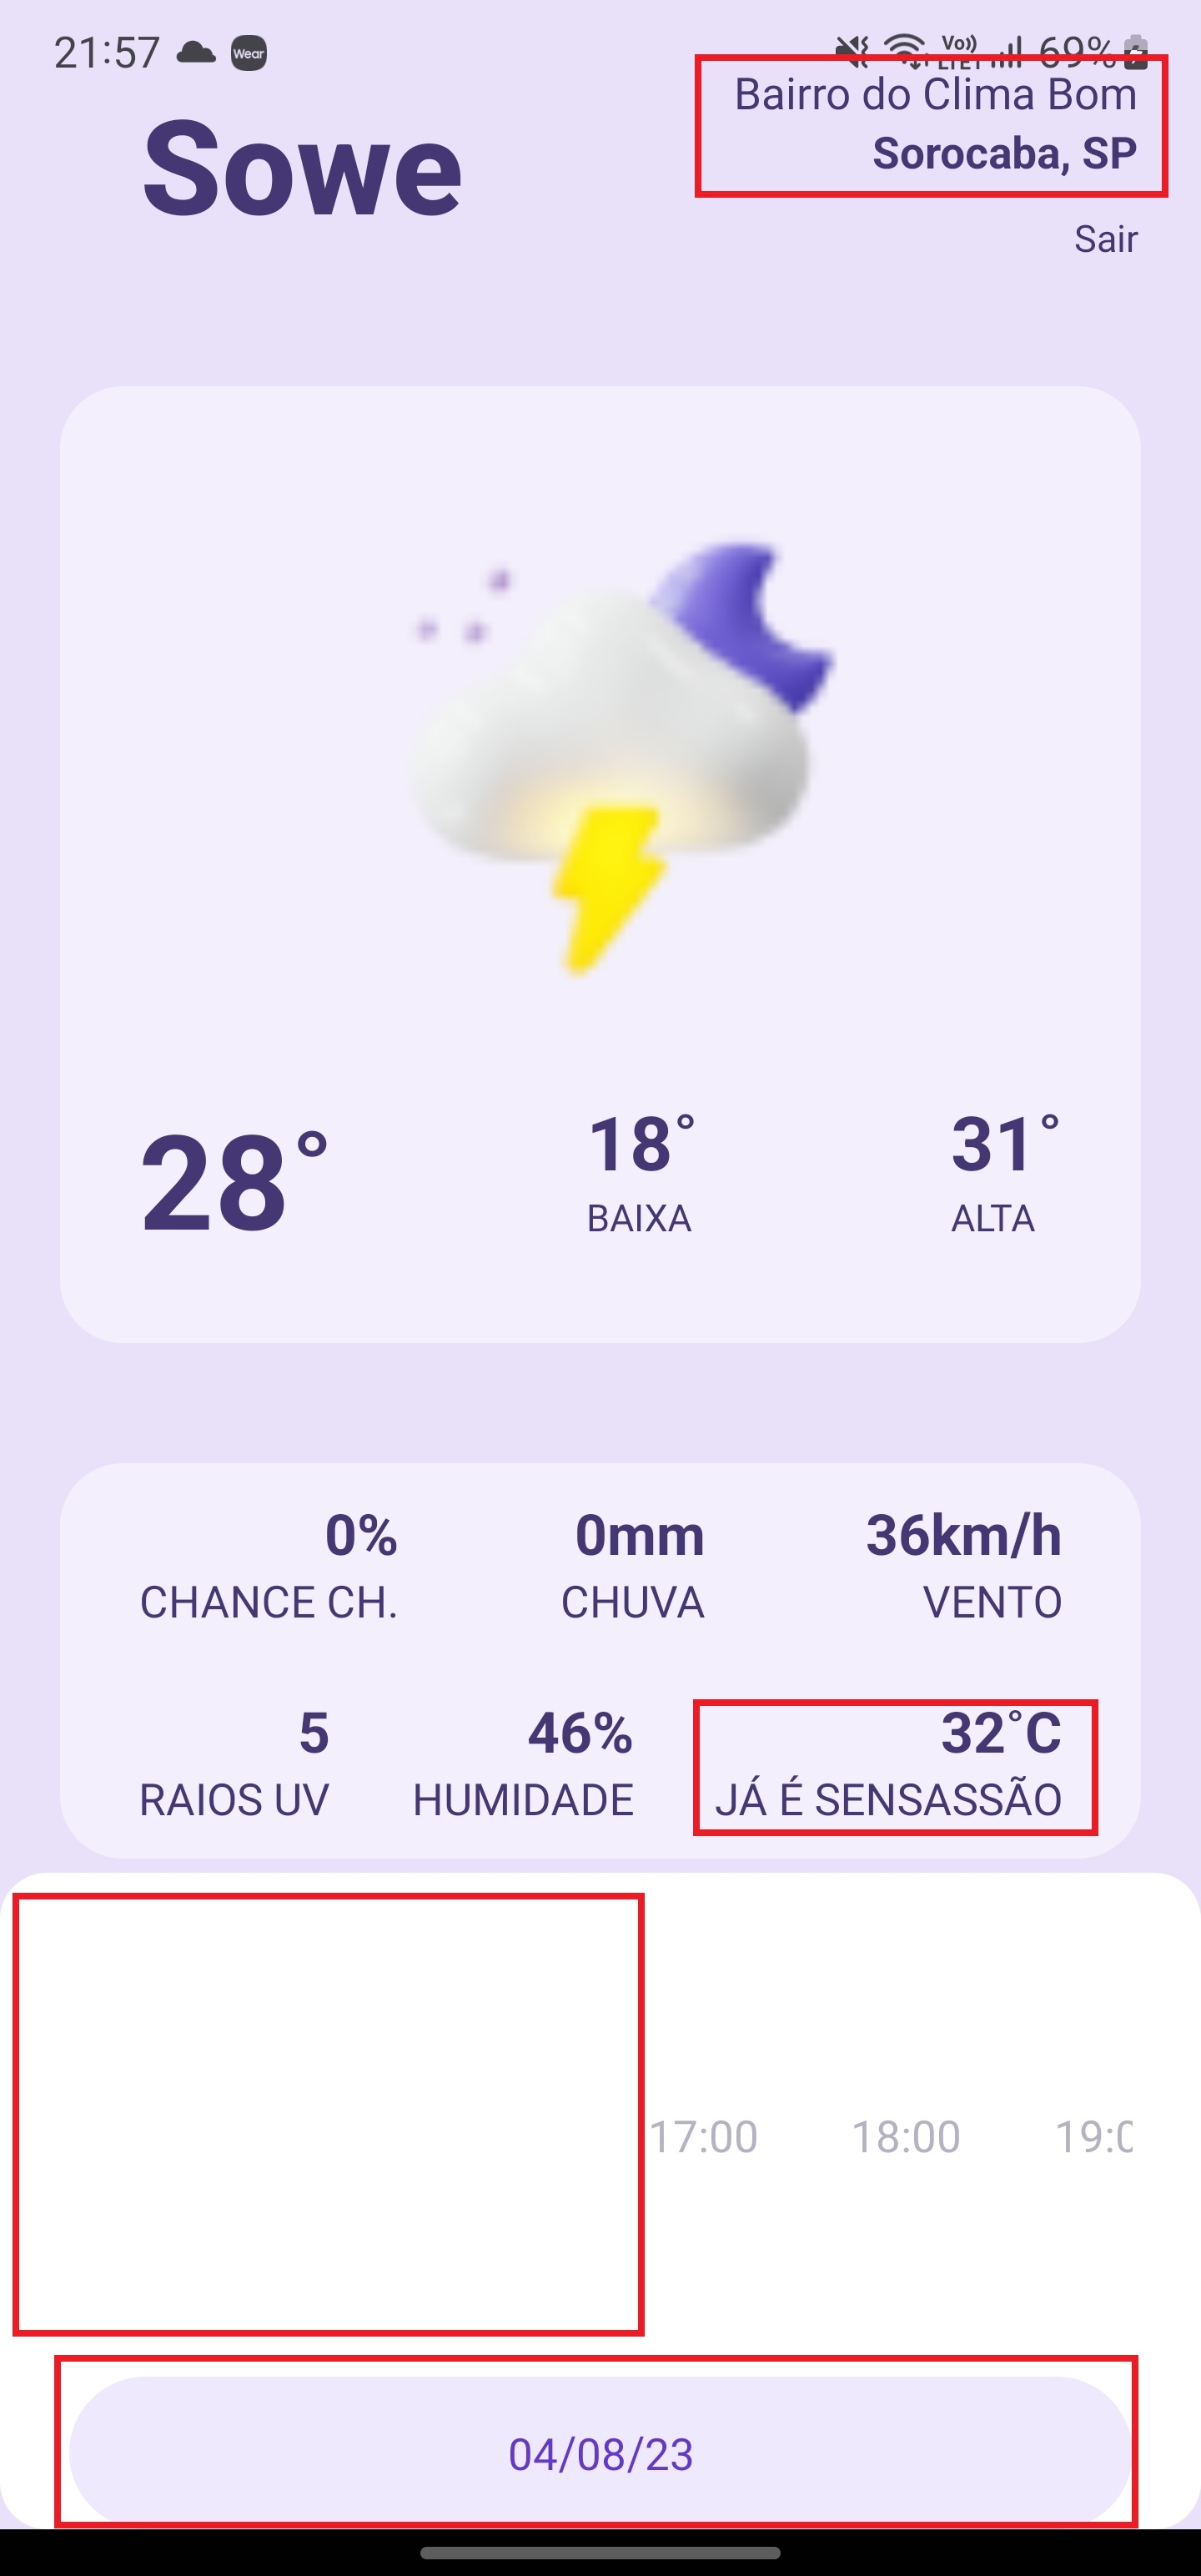 21:57 Wear 69%
Bairro do Clima Bom
Sowe
Sorocaba, SP
Sair
28° 18° 31°
BAIXA ALTA
0% 0mm 36km/h
CHANCE CH. CHUVA VENTO
5 46% 32°C
RAIOS UV HUMIDADE JÁ É SENSASSÃO
17:00 18:00 19:0
04/08/23